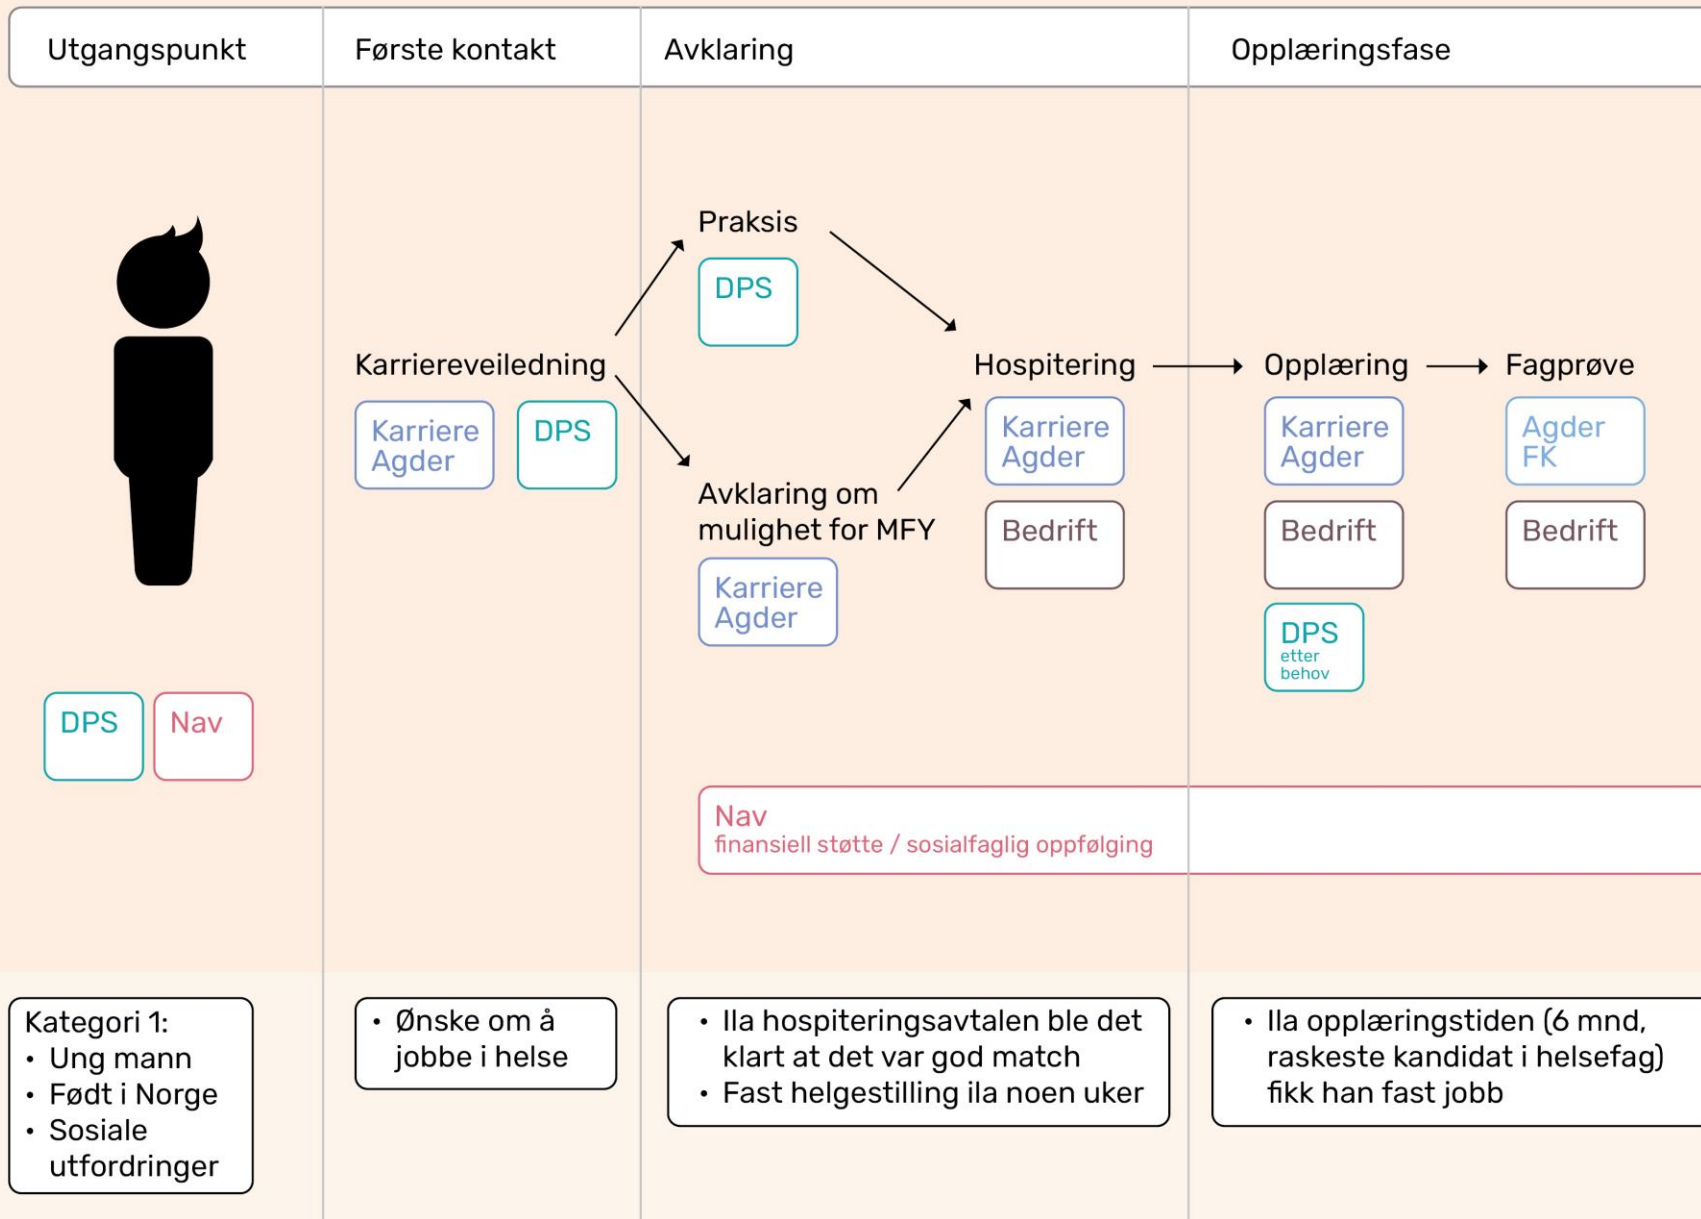 Utgangspunkt
Første kontakt
Avklaring
Opplæringsfase
Praksis
DPS
Karriereveiledning
Karriere
Agder
DPS
Avklaring om
mulighet for MFY
Karriere
Agder
Hospitering
Karriere
Agder
Bedrift
Opplæring
Karriere
Agder
Bedrift
DPS
etter
behov
Fagprøve
Agder
FK
Bedrift
DPS
Nav
Nav
finansiell støtte / sosialfaglig oppfølging
Kategori 1:
• Ung mann
• Født i Norge
• Sosiale
utfordringer
• Ønske om å
jobbe i helse
• Ila hospiteringsavtalen ble det
klart at det var god match
• Fast helgestilling ila noen uker
• Ila opplæringstiden (6 mnd,
raskeste kandidat i helsefag)
fikk han fast jobb